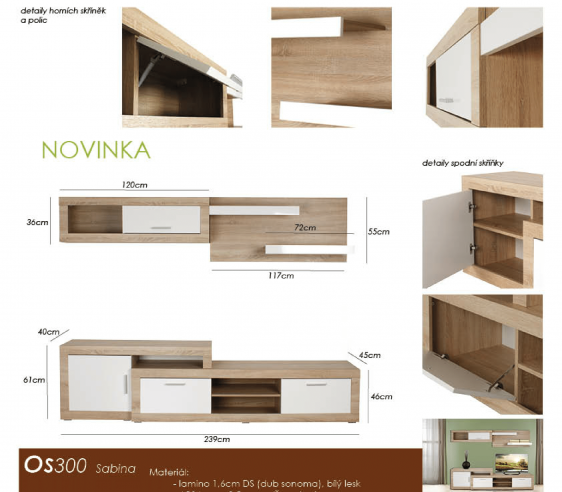 detaily horních skříněk
a polic
NOVINKA
detaily spodní skříňky
120cm
36cm
72cm
55cm
117cm
40cm
45cm
61cm
46cm
239cm
Os300 Sabina
Materiál:
- lamino 1,6cm DS (dub sonoma), bílý lesk